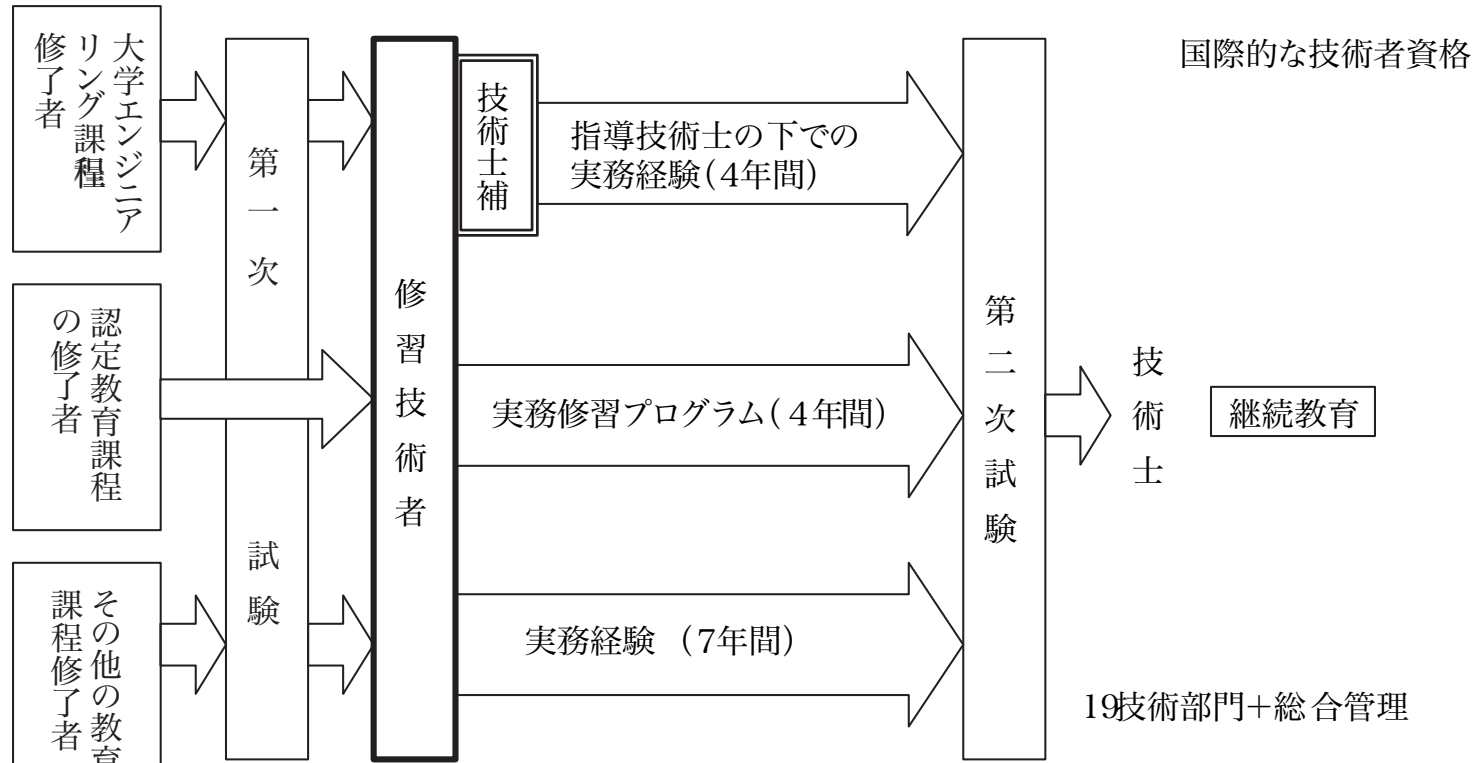 大学エンジニア
リング課程
修了者
認定教育課程
の修了者
その他の教育
課程修了者
第一次
試験
修習技術者
技術士補
指導技術士の下での
実務経験(4年間)
実務修習プログラム(4年間)
実務経験 (7年間)
第二次試験
技術士
国際的な技術者資格
継続教育
19技術部門+総合管理